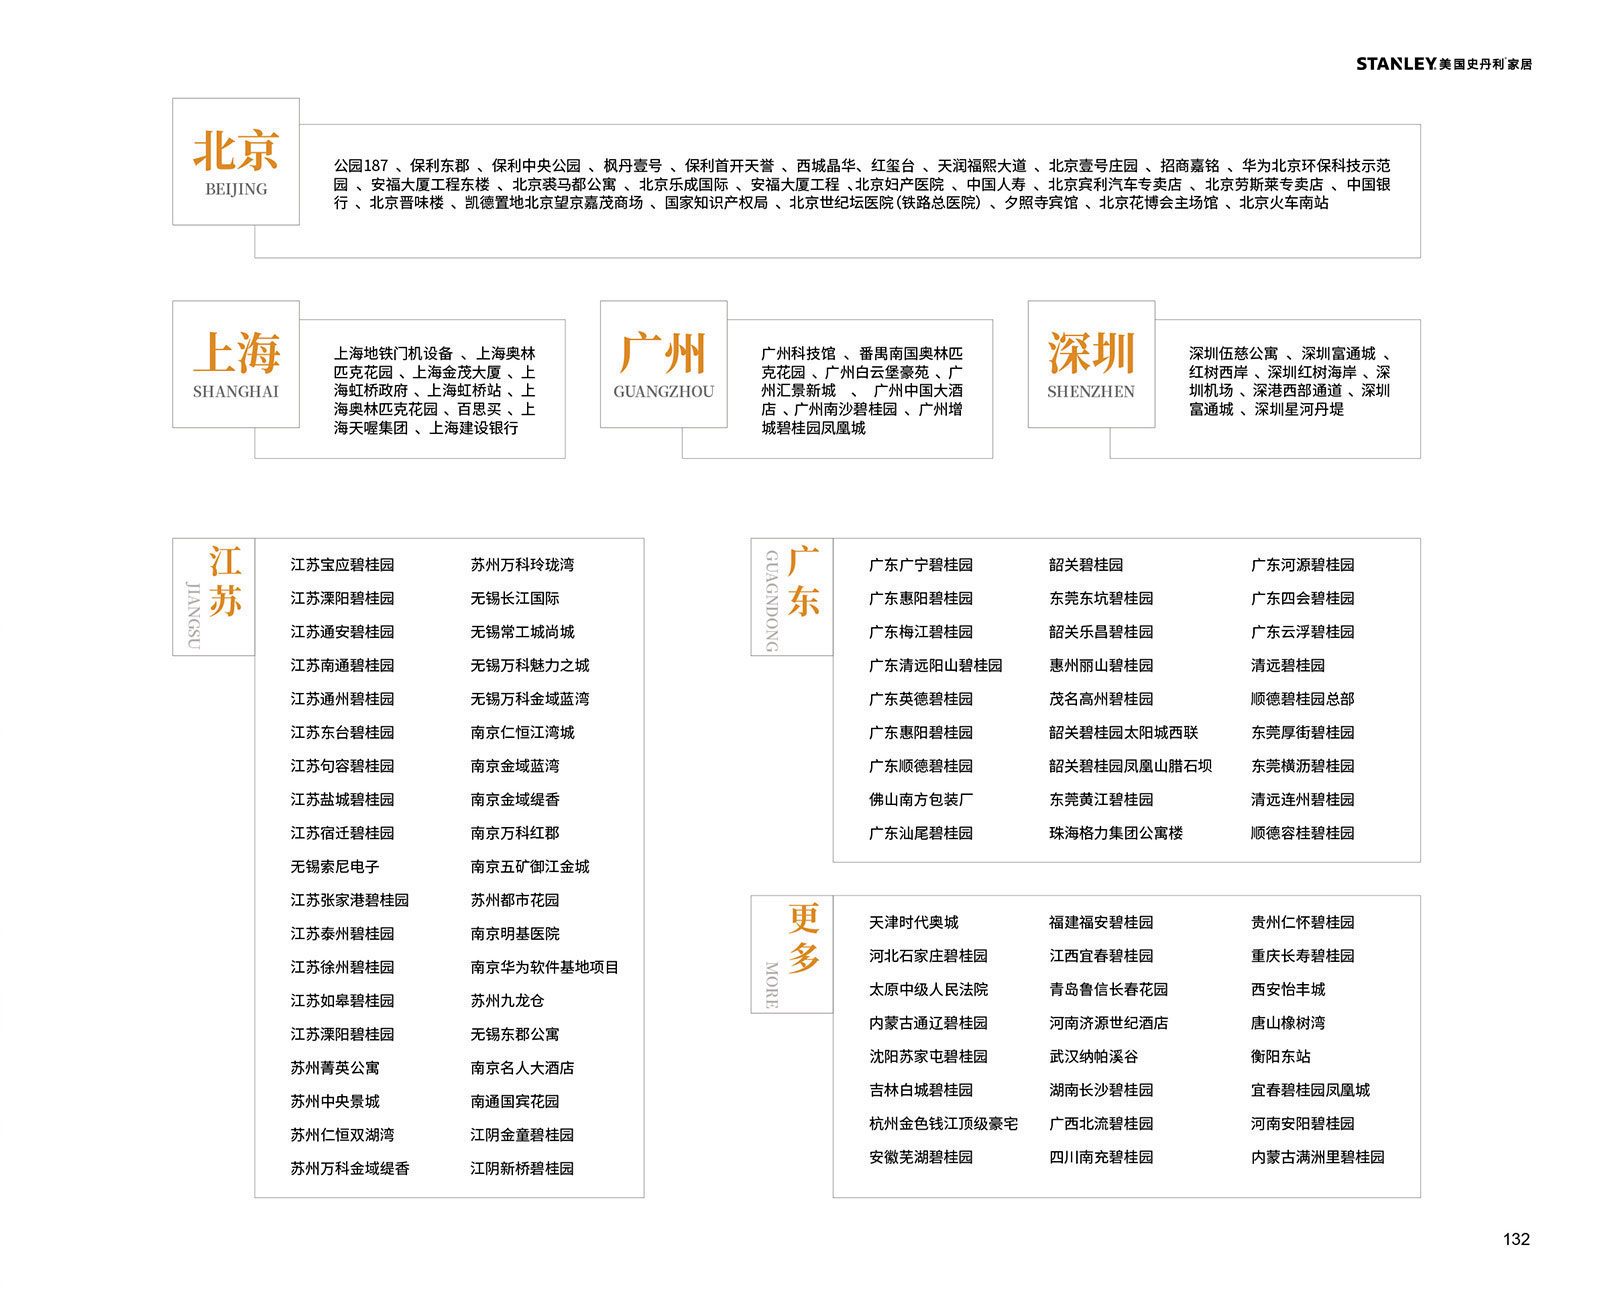 STANLEY.美国史丹利家居
北京
BEIJING
公园187 、保利东郡 、保利中央公园 、枫丹壹号 、保利首开天誉 、西城晶华、红玺台 、天润福熙大道 、北京壹号庄园 、招商嘉铭 、华为北京环保科技示范
园 、安福大厦工程东楼 、北京裘马都公寓 、北京乐成国际 、安福大厦工程 、北京妇产医院 、中国人寿 、北京宾利汽车专卖店 、北京劳斯莱专卖店 、中国银
行 、北京晋味楼 、凯德置地北京望京嘉茂商场 、国家知识产权局 、北京世纪坛医院(铁路总医院) 、夕照寺宾馆 、北京花博会主场馆 、北京火车南站
上海
SHANGHAI
上海地铁门机设备 、上海奥林
匹克花园 、上海金茂大厦 、上
海虹桥政府 、上海虹桥站 、上
海奥林匹克花园 、百思买 、上
海天喔集团 、上海建设银行
广州
GUANGZHOU
广州科技馆 、番禺南国奥林匹
克花园 、广州白云堡豪苑 、广
州汇景新城 、 广州中国大酒
店 、广州南沙碧桂园 、广州增
城碧桂园凤凰城
深圳
SHENZHEN
深圳伍慈公寓 、深圳富通城 、
红树西岸 、深圳红树海岸 、深
圳机场 、深港西部通道 、深圳
富通城 、深圳星河丹堤
江苏
JIANGSU
江苏宝应碧桂园 苏州万科玲珑湾
江苏溧阳碧桂园 无锡长江国际
江苏通安碧桂园 无锡常工城尚城
江苏南通碧桂园 无锡万科魅力之城
江苏通州碧桂园 无锡万科金域蓝湾
江苏东台碧桂园 南京仁恒江湾城
江苏句容碧桂园 南京金域蓝湾
江苏盐城碧桂园 南京金域缇香
江苏宿迁碧桂园 南京万科红郡
无锡索尼电子 南京五矿御江金城
江苏张家港碧桂园 苏州都市花园
江苏泰州碧桂园 南京明基医院
江苏徐州碧桂园 南京华为软件基地项目
江苏如皋碧桂园 苏州九龙仓
江苏溧阳碧桂园 无锡东郡公寓
苏州菁英公寓 南京名人大酒店
苏州中央景城 南通国宾花园
苏州仁恒双湖湾 江阴金童碧桂园
苏州万科金域缇香 江阴新桥碧桂园
广东
GUAGNDONG
广东广宁碧桂园 韶关碧桂园 广东河源碧桂园
广东惠阳碧桂园 东莞东坑碧桂园 广东四会碧桂园
广东梅江碧桂园 韶关乐昌碧桂园 广东云浮碧桂园
广东清远阳山碧桂园 惠州丽山碧桂园 清远碧桂园
广东英德碧桂园 茂名高州碧桂园 顺德碧桂园总部
广东惠阳碧桂园 韶关碧桂园太阳城西联 东莞厚街碧桂园
广东顺德碧桂园 韶关碧桂园凤凰山腊石坝 东莞横沥碧桂园
佛山南方包装厂 东莞黄江碧桂园 清远连州碧桂园
广东汕尾碧桂园 珠海格力集团公寓楼 顺德容桂碧桂园
更多
MORE
天津时代奥城 福建福安碧桂园 贵州仁怀碧桂园
河北石家庄碧桂园 江西宜春碧桂园 重庆长寿碧桂园
太原中级人民法院 青岛鲁信长春花园 西安怡丰城
内蒙古通辽碧桂园 河南济源世纪酒店 唐山橡树湾
沈阳苏家屯碧桂园 武汉纳帕溪谷 衡阳东站
吉林白城碧桂园 湖南长沙碧桂园 宜春碧桂园凤凰城
杭州金色钱江顶级豪宅 广西北流碧桂园 河南安阳碧桂园
安徽芜湖碧桂园 四川南充碧桂园 内蒙古满洲里碧桂园
132